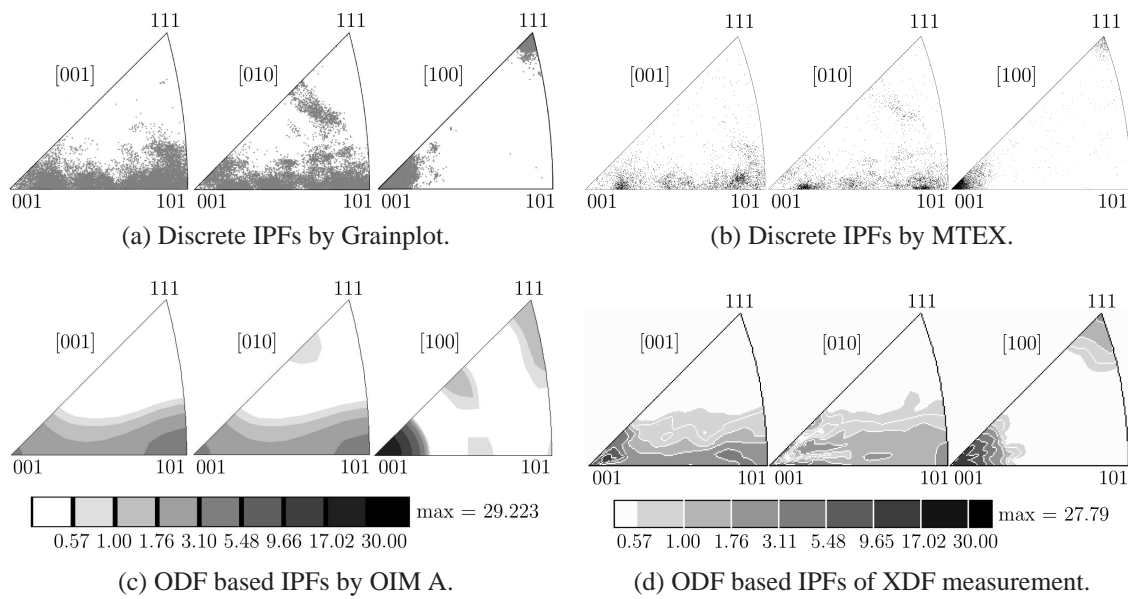 111 111 111 111 111 111
[001] [010] [100] [001] [010] [100]
001 101 001 101 001 101 001 101 001 101 001 101
(a) Discrete IPFs by Grainplot.
(b) Discrete IPFs by MTEX.
111 111 111 111 111 111
[001] [010] [100] [001] [010] [100]
001 101 001 101 001 101 001 101 001 101 001 101
max = 29.223
0.57 1.00 1.76 3.10 5.48 9.66 17.02 30.00
max = 27.79
0.57 1.00 1.76 3.11 5.48 9.65 17.02 30.00
(c) ODF based IPFs by OIM A.
(d) ODF based IPFs of XDF measurement.